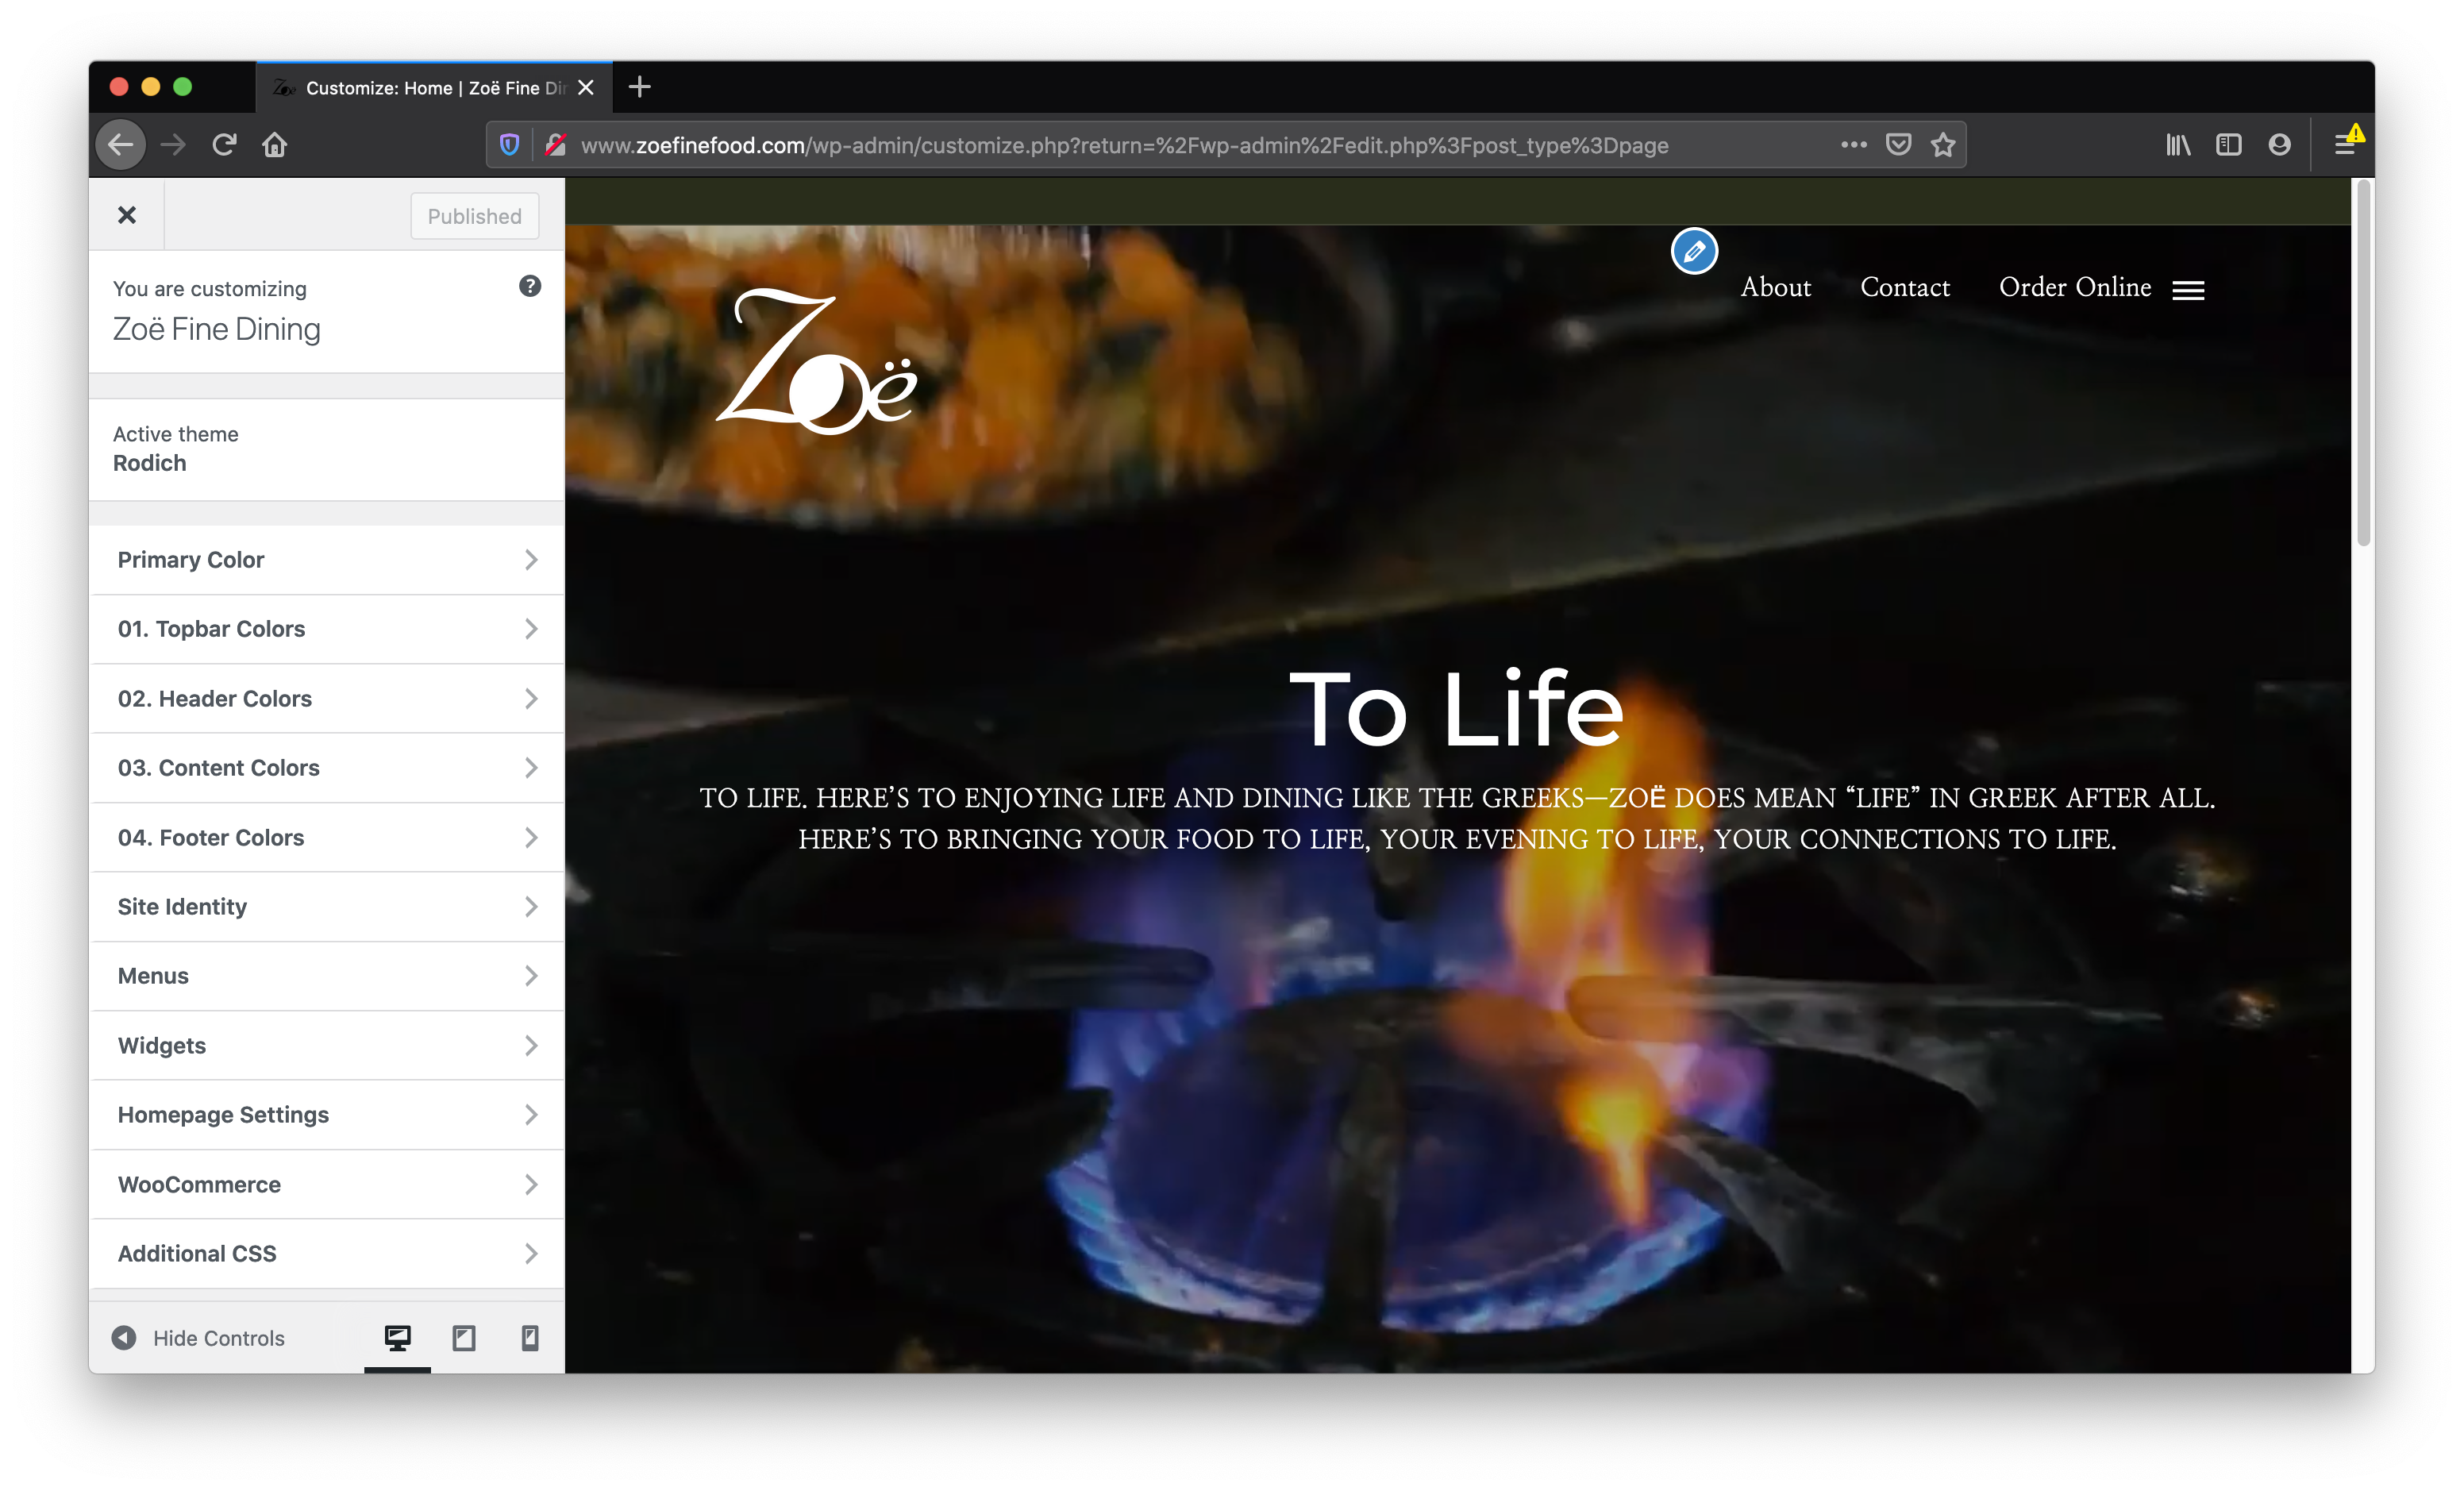 Customize: Home | Zoë Fine Di
www.zoefinefood.com/wp-admin/customize.php?return=%2Fwp-admin%2Fedit.php%3Fpost_type%3Dpage
Published
You are customizing
Zoë Fine Dining
Active theme
Rodich
Primary Color
01. Topbar Colors
02. Header Colors
03. Content Colors
04. Footer Colors
Site Identity
Menus
Widgets
Homepage Settings
WooCommerce
Additional CSS
Hide Controls
Zoë
About Contact Order Online
To Life
TO LIFE. HERE’S TO ENJOYING LIFE AND DINING LIKE THE GREEKS—ZOË DOES MEAN “LIFE” IN GREEK AFTER ALL.
HERE’S TO BRINGING YOUR FOOD TO LIFE, YOUR EVENING TO LIFE, YOUR CONNECTIONS TO LIFE.